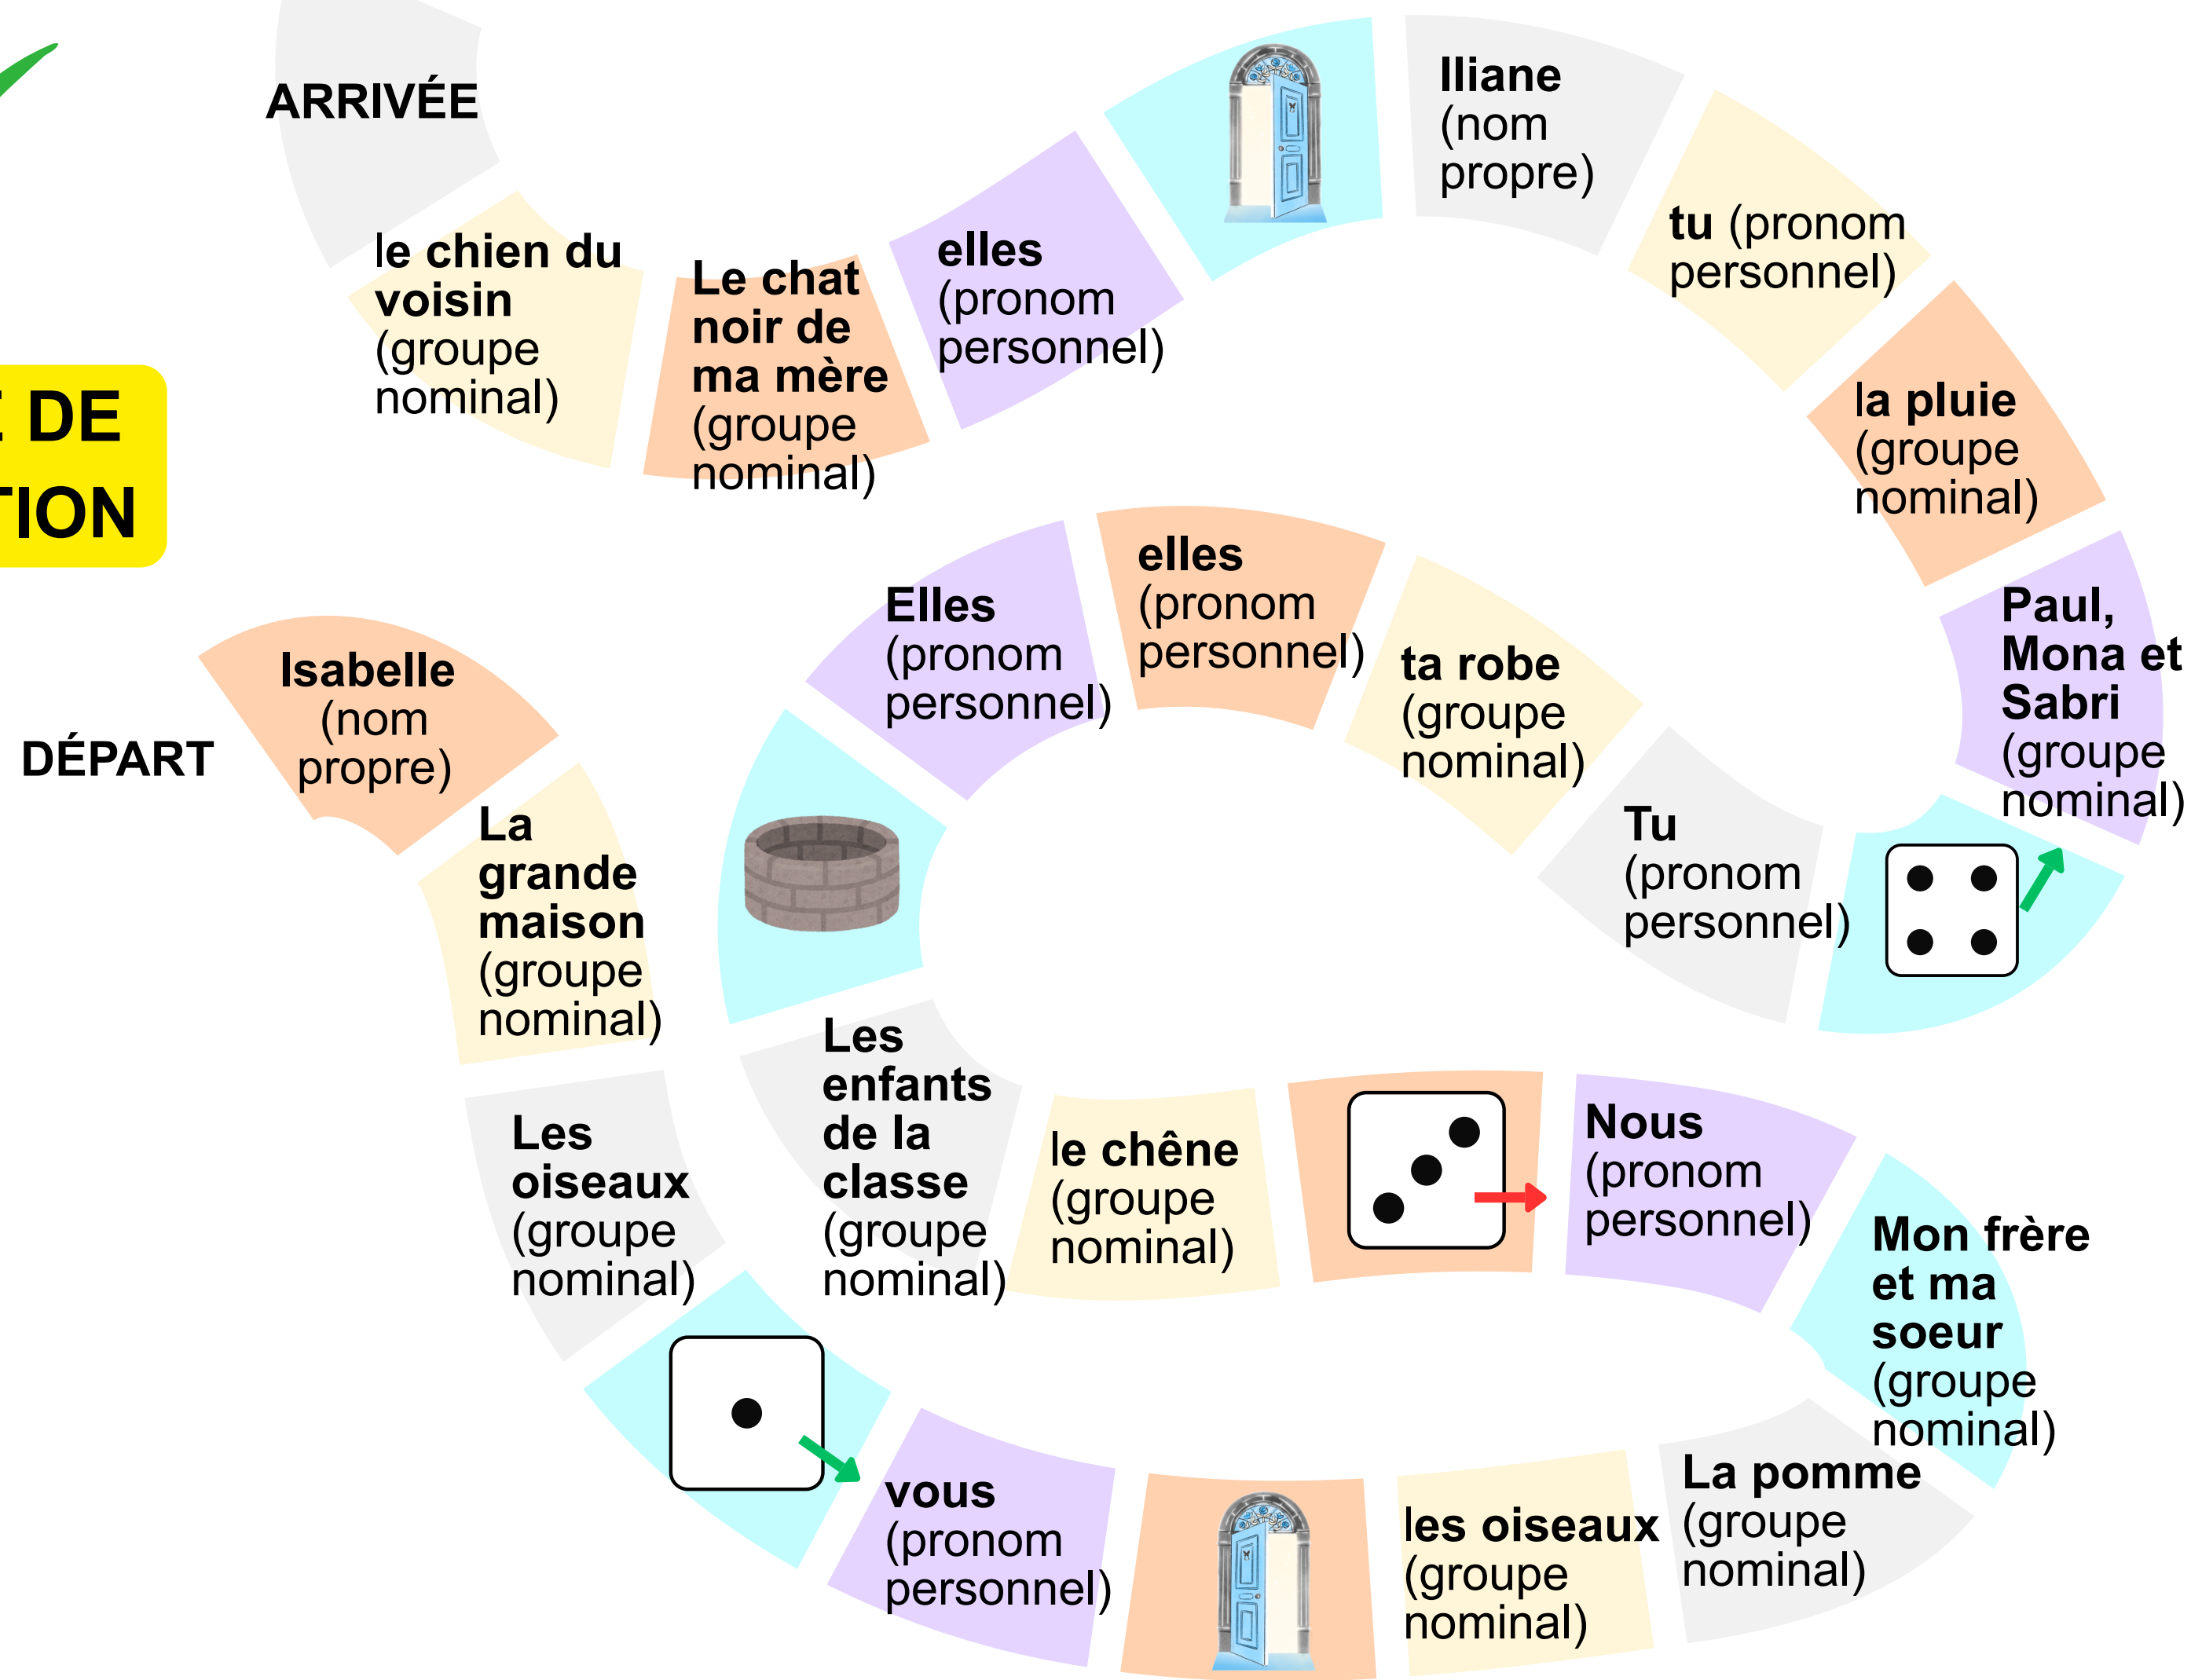 ARRIVÉE
le chien du
voisin
(groupe
nominal)
Le chat
noir de
ma mère
(groupe
nominal)
elles
(pronom
personnel)
Iliane
(nom
propre)
tu (pronom
personnel)
la pluie
(groupe
nominal)
Paul,
Mona et
Sabri
(groupe
nominal)
DE
TION
DÉPART
Isabelle
(nom
propre)
La
grande
maison
(groupe
nominal)
Les
oiseaux
(groupe
nominal)
vous
(pronom
personnel)
les oiseaux
(groupe
nominal)
La pomme
(groupe
nominal)
Mon frère
et ma
soeur
(groupe
nominal)
Nous
(pronom
personnel)
le chêne
(groupe
nominal)
Les
enfants
de la
classe
(groupe
nominal)
Elles
(pronom
personnel)
elles
(pronom
personnel)
ta robe
(groupe
nominal)
Tu
(pronom
personnel)